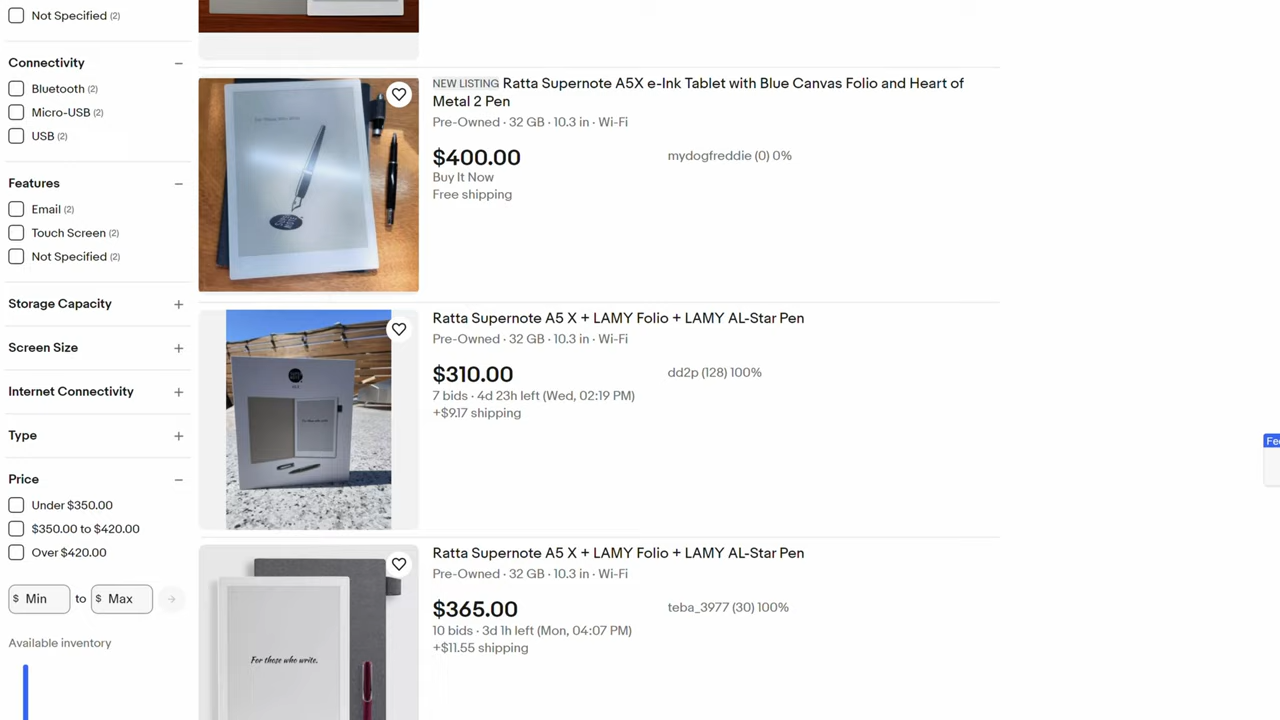 Not Specified (2)
Connectivity
Bluetooth (2)
Micro-USB (2)
USB (2)
Features
Email (2)
Touch Screen (2)
Not Specified (2)
Storage Capacity
Screen Size
Internet Connectivity
Type
Price
Under $350.00
$350.00 to $420.00
Over $420.00
$ Min to $ Max
Available inventory
NEW LISTING Ratta Supernote A5X e-Ink Tablet with Blue Canvas Folio and Heart of
Metal 2 Pen
Pre-Owned · 32 GB · 10.3 in · Wi-Fi
$400.00
mydogfreddie (0) 0%
Buy It Now
Free shipping
For those who write
Ratta Supernote A5 X + LAMY Folio + LAMY AL-Star Pen
Pre-Owned · 32 GB · 10.3 in · Wi-Fi
$310.00
dd2p (128) 100%
7 bids · 4d 23h left (Wed, 02:19 PM)
+$9.17 shipping
Ratta Supernote A5 X + LAMY Folio + LAMY AL-Star Pen
Pre-Owned · 32 GB · 10.3 in · Wi-Fi
$365.00
teba_3977 (30) 100%
10 bids · 3d 1h left (Mon, 04:07 PM)
+$11.55 shipping
For those who write.